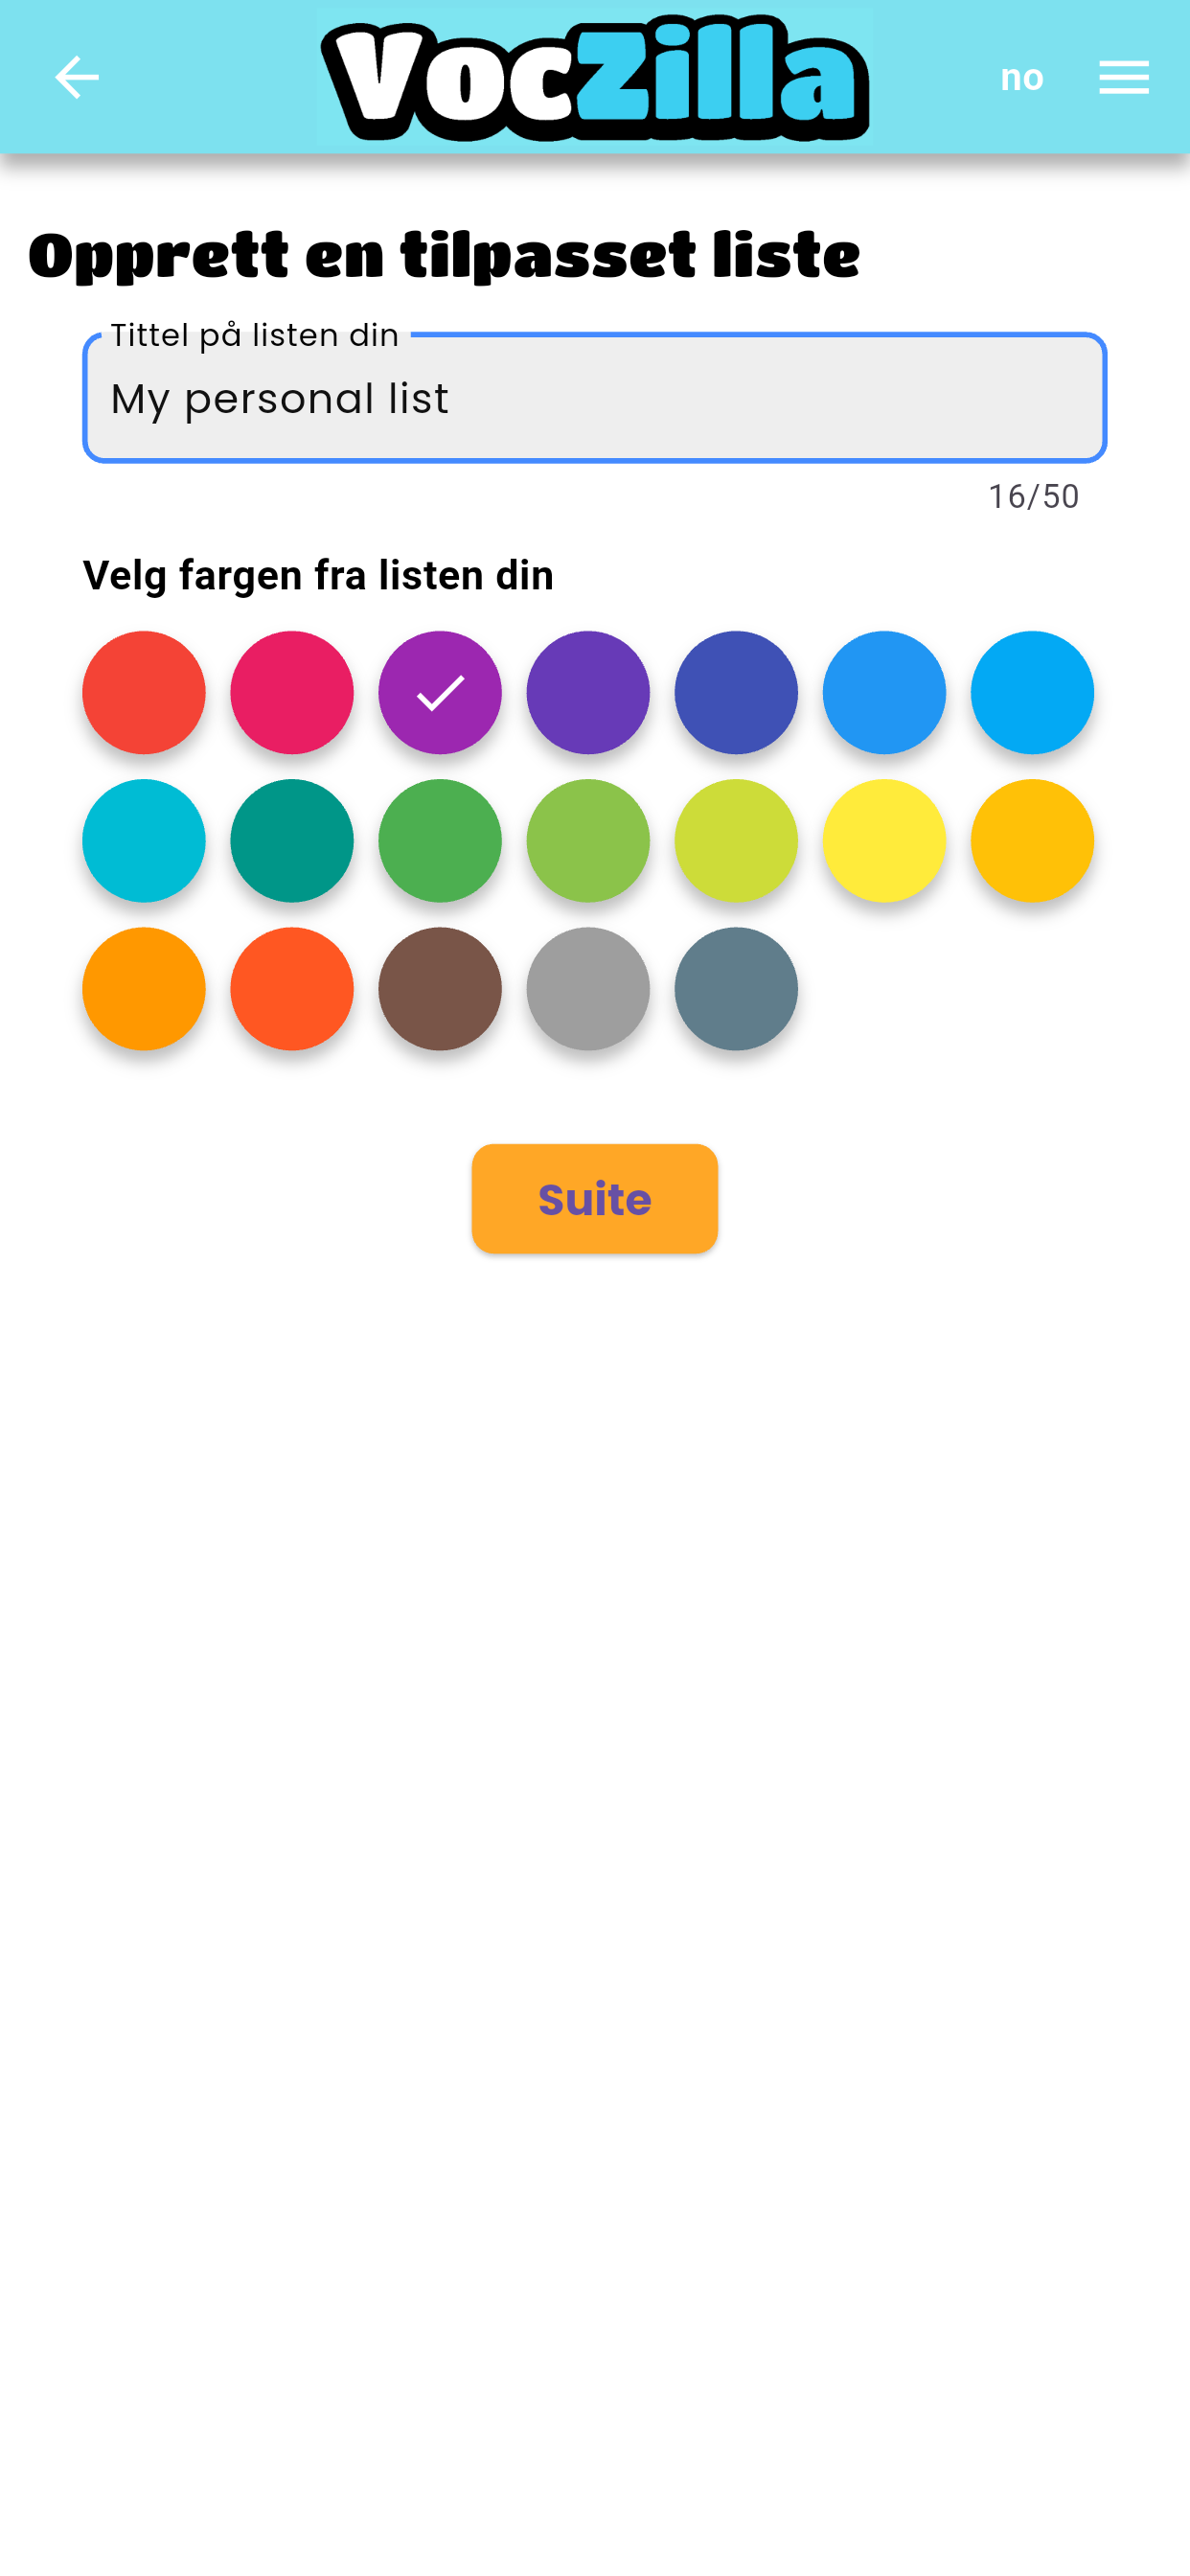 VocZilla
no
Opprett en tilpasset liste
Tittel på listen din
My personal list
16/50
Velg fargen fra listen din
Suite